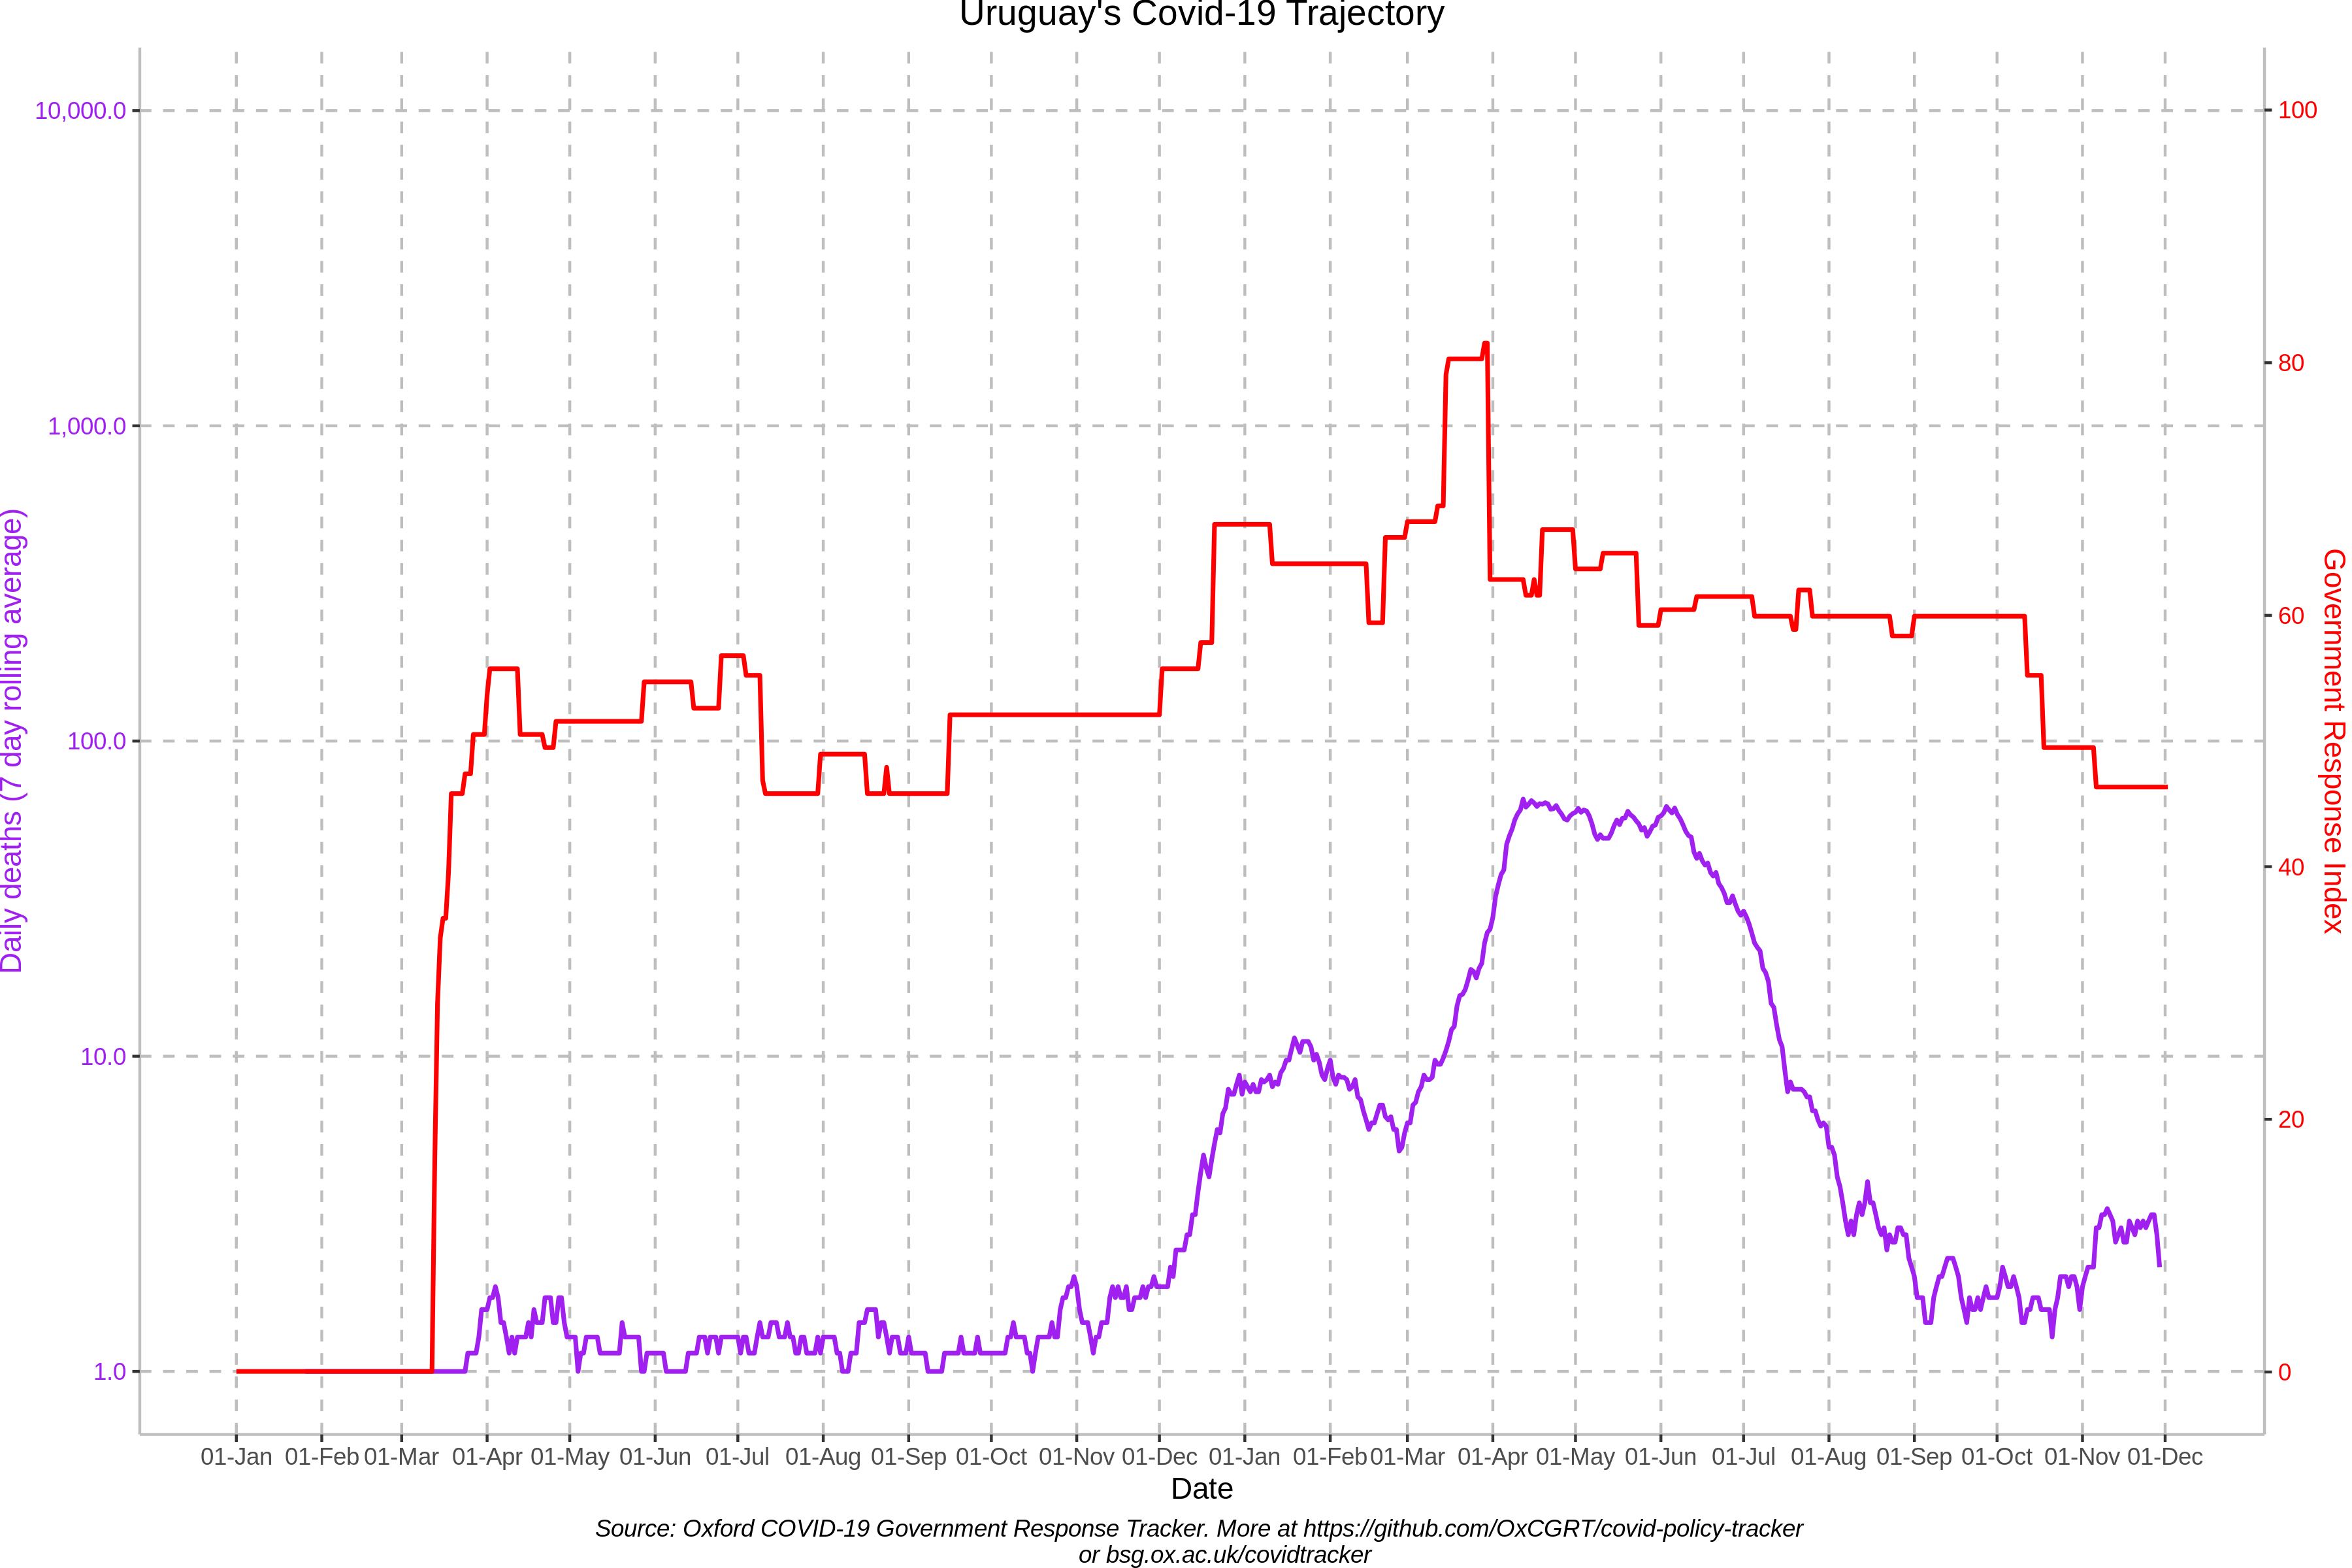 Uruguay's Covid-19 Trajectory
10,000.0
1,000.0
100.0
10.0
1.0
Daily deaths (7 day rolling average)
100
80
60
40
20
0
Government Response Index
01-Jan 01-Feb 01-Mar 01-Apr 01-May 01-Jun 01-Jul 01-Aug 01-Sep 01-Oct 01-Nov 01-Dec 01-Jan 01-Feb 01-Mar 01-Apr 01-May 01-Jun 01-Jul 01-Aug 01-Sep 01-Oct 01-Nov 01-Dec
Date
Source: Oxford COVID-19 Government Response Tracker. More at https://github.com/OxCGRT/covid-policy-tracker
or bsg.ox.ac.uk/covidtracker